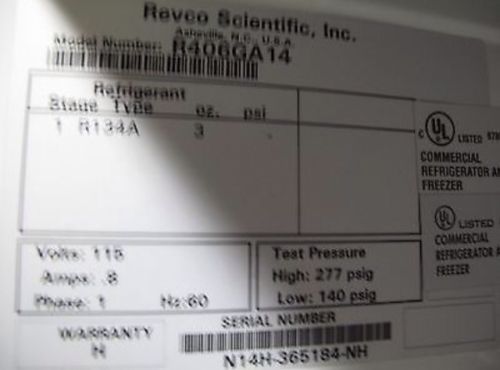 Revco Scientific, Inc.
Asheville, N.C., U.S.A
Model Number: R406GA14
Refrigerant
Stage Type oz. psi
1 R134A 3 -
C UL LISTED
COMMERCIAL
REFRIGERATOR
FREEZER
UL LISTED
COMMERCIAL
REFRIGERATOR
FREEZER
Volts: 115
Amps: .8
Phase: 1 Hz:60
Test Pressure
High: 277 psig
Low: 140 psig
WARRANTY
N
SERIAL NUMBER
N14H-365184-NH